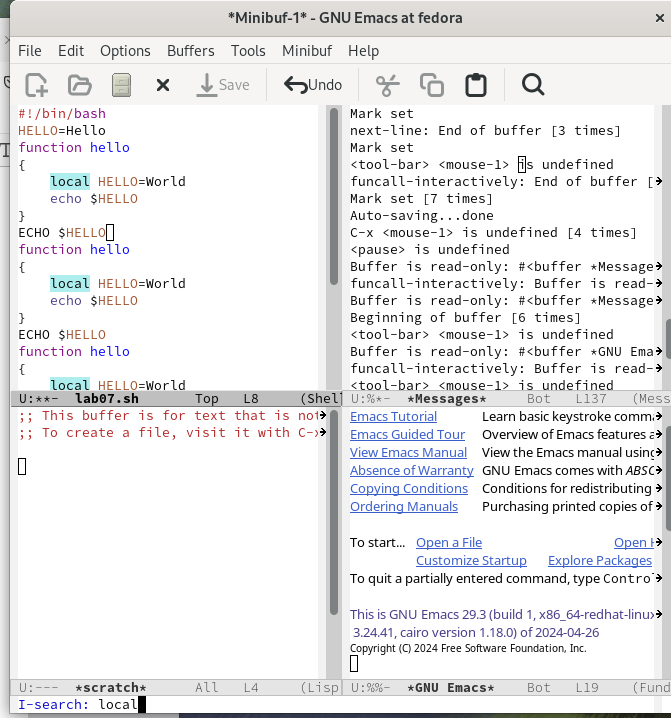 *Minibuf-1* - GNU Emacs at fedora
File Edit Options Buffers Tools Minibuf Help
Save Undo
#!/bin/bash
HELLO=Hello
function hello
{
    local HELLO=World
    echo $HELLO
}
ECHO $HELLO
function hello
{
    local HELLO=World
    echo $HELLO
}
ECHO $HELLO
function hello
{
    local HELLO=World
U:**-  lab07.sh       Top   L8     (Shel
Mark set
next-line: End of buffer [3 times]
Mark set
<tool-bar> <mouse-1> is undefined
funcall-interactively: End of buffer [
Mark set [7 times]
Auto-saving...done
C-x <mouse-1> is undefined [4 times]
<pause> is undefined
Buffer is read-only: #<buffer *Message
funcall-interactively: Buffer is read-
Buffer is read-only: #<buffer *Message
Beginning of buffer [6 times]
<tool-bar> <mouse-1> is undefined
Buffer is read-only: #<buffer *GNU Ema
funcall-interactively: Buffer is read-
<tool-bar> <mouse-1> is undefined
U:%*-  *Messages*     Bot   L137   (Mess
;; This buffer is for text that is not
;; To create a file, visit it with C-x
U:---  *scratch*      All   L4     (Lisp
Emacs Tutorial Learn basic keystroke comm
Emacs Guided Tour Overview of Emacs features a
View Emacs Manual View the Emacs manual using
Absence of Warranty GNU Emacs comes with ABSO
Copying Conditions Conditions for redistributing
Ordering Manuals Purchasing printed copies of
To start... Open a File Open H
Customize Startup Explore Packages
To quit a partially entered command, type Contro
This is GNU Emacs 29.3 (build 1, x86_64-redhat-linux
3.24.41, cairo version 1.18.0) of 2024-04-26
Copyright (C) 2024 Free Software Foundation, Inc.
U:%%-  *GNU Emacs*    Bot   L19    (Fund
I-search: local